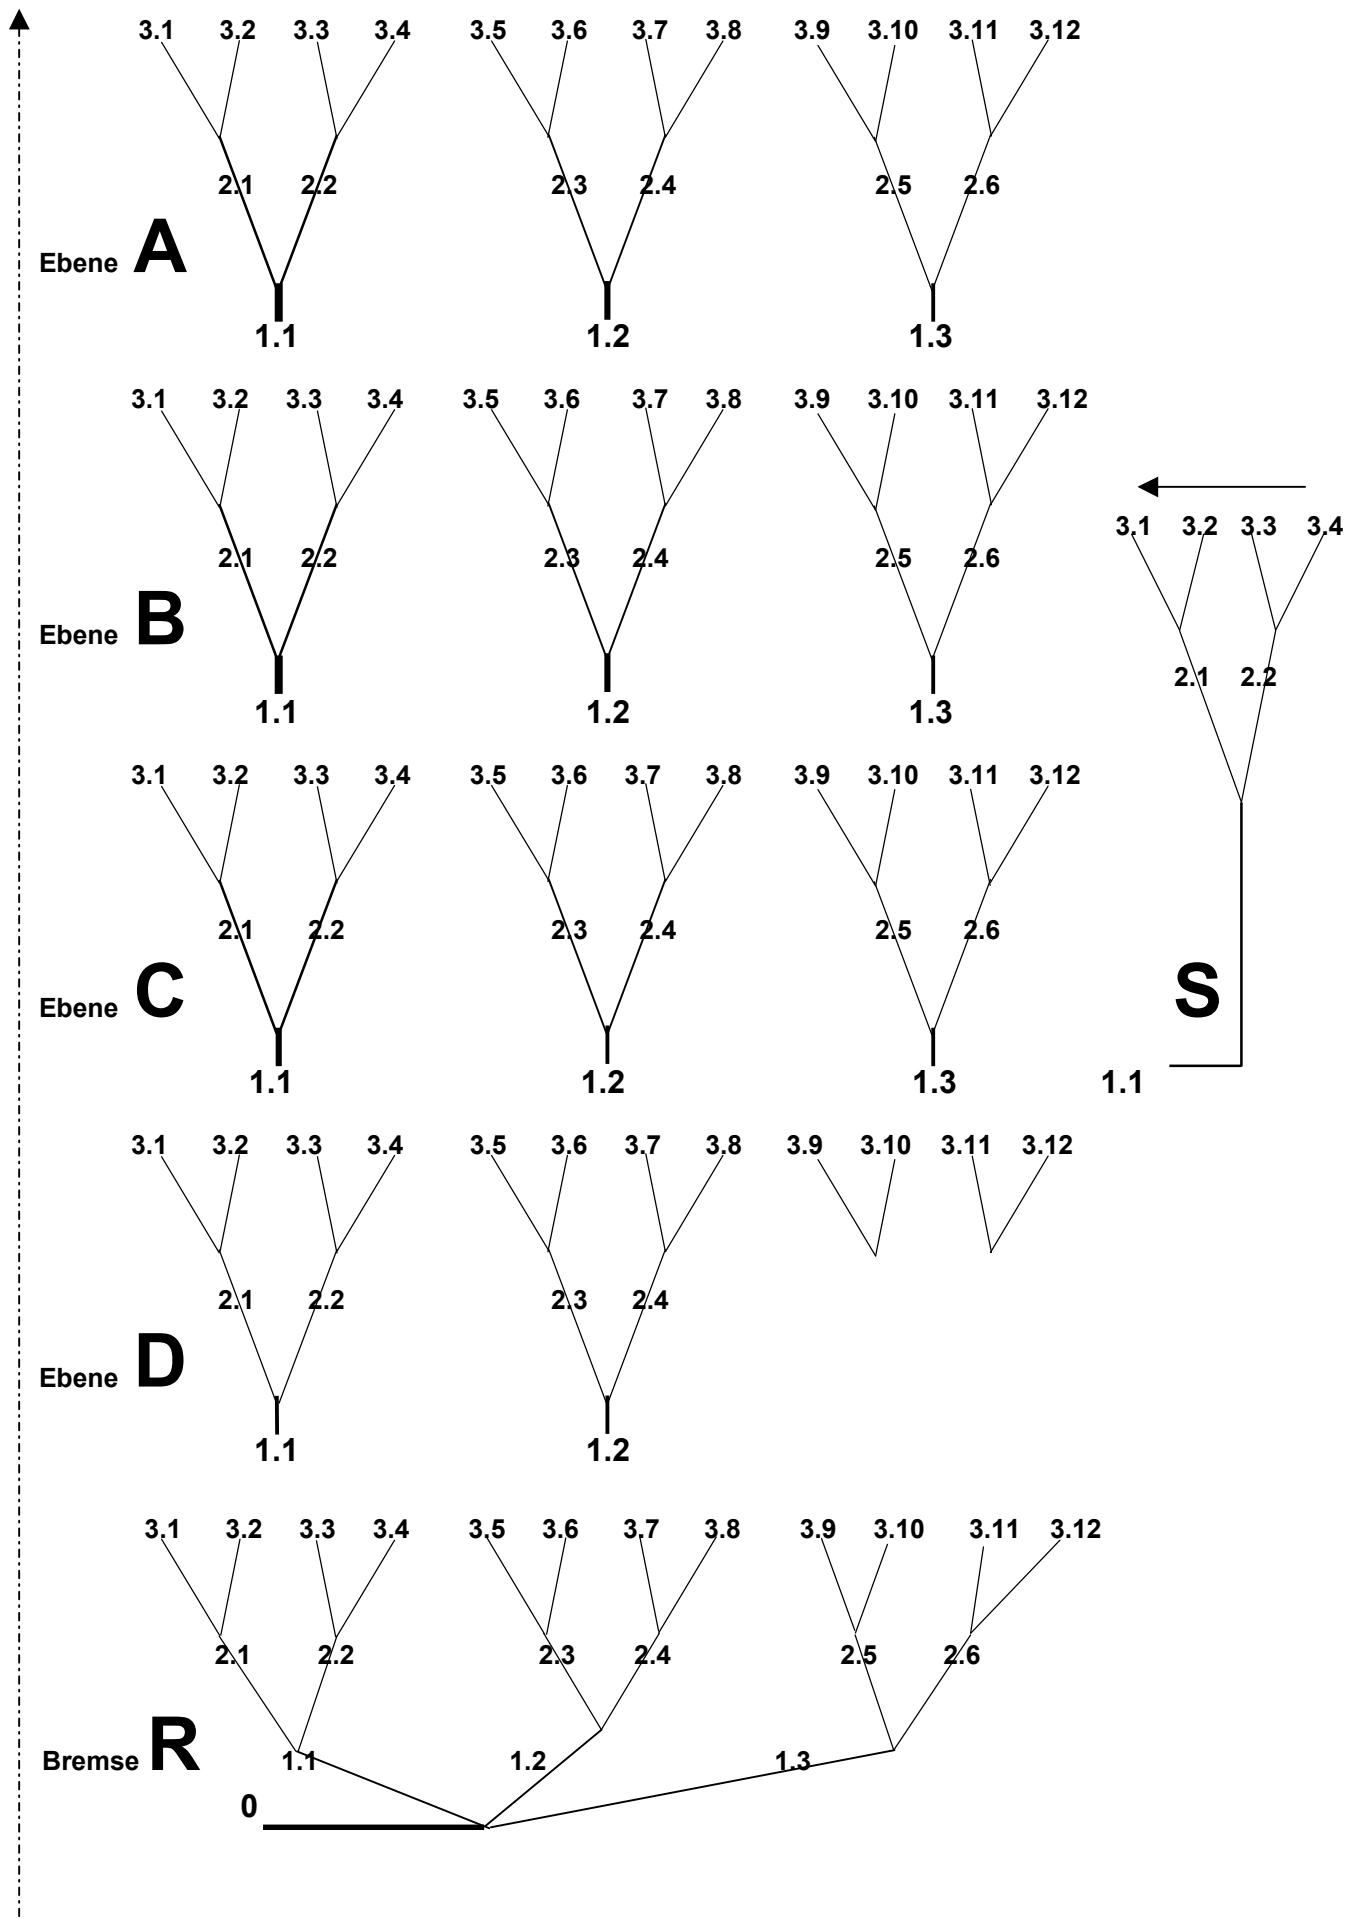 3.1 3.2 3.3 3.4 3.5 3.6 3.7 3.8 3.9 3.10 3.11 3.12
2.1 2.2 2.3 2.4 2.5 2.6
Ebene A
1.1 1.2 1.3
3.1 3.2 3.3 3.4 3.5 3.6 3.7 3.8 3.9 3.10 3.11 3.12
2.1 2.2 2.3 2.4 2.5 2.6
Ebene B
1.1 1.2 1.3
3.1 3.2 3.3 3.4
2.1 2.2
S
1.1
3.1 3.2 3.3 3.4 3.5 3.6 3.7 3.8 3.9 3.10 3.11 3.12
2.1 2.2 2.3 2.4 2.5 2.6
Ebene C
1.1 1.2 1.3
3.1 3.2 3.3 3.4 3.5 3.6 3.7 3.8 3.9 3.10 3.11 3.12
2.1 2.2 2.3 2.4
Ebene D
1.1 1.2
3.1 3.2 3.3 3.4 3.5 3.6 3.7 3.8 3.9 3.10 3.11 3.12
2.1 2.2 2.3 2.4 2.5 2.6
Bremse R
1.1 1.2 1.3
0